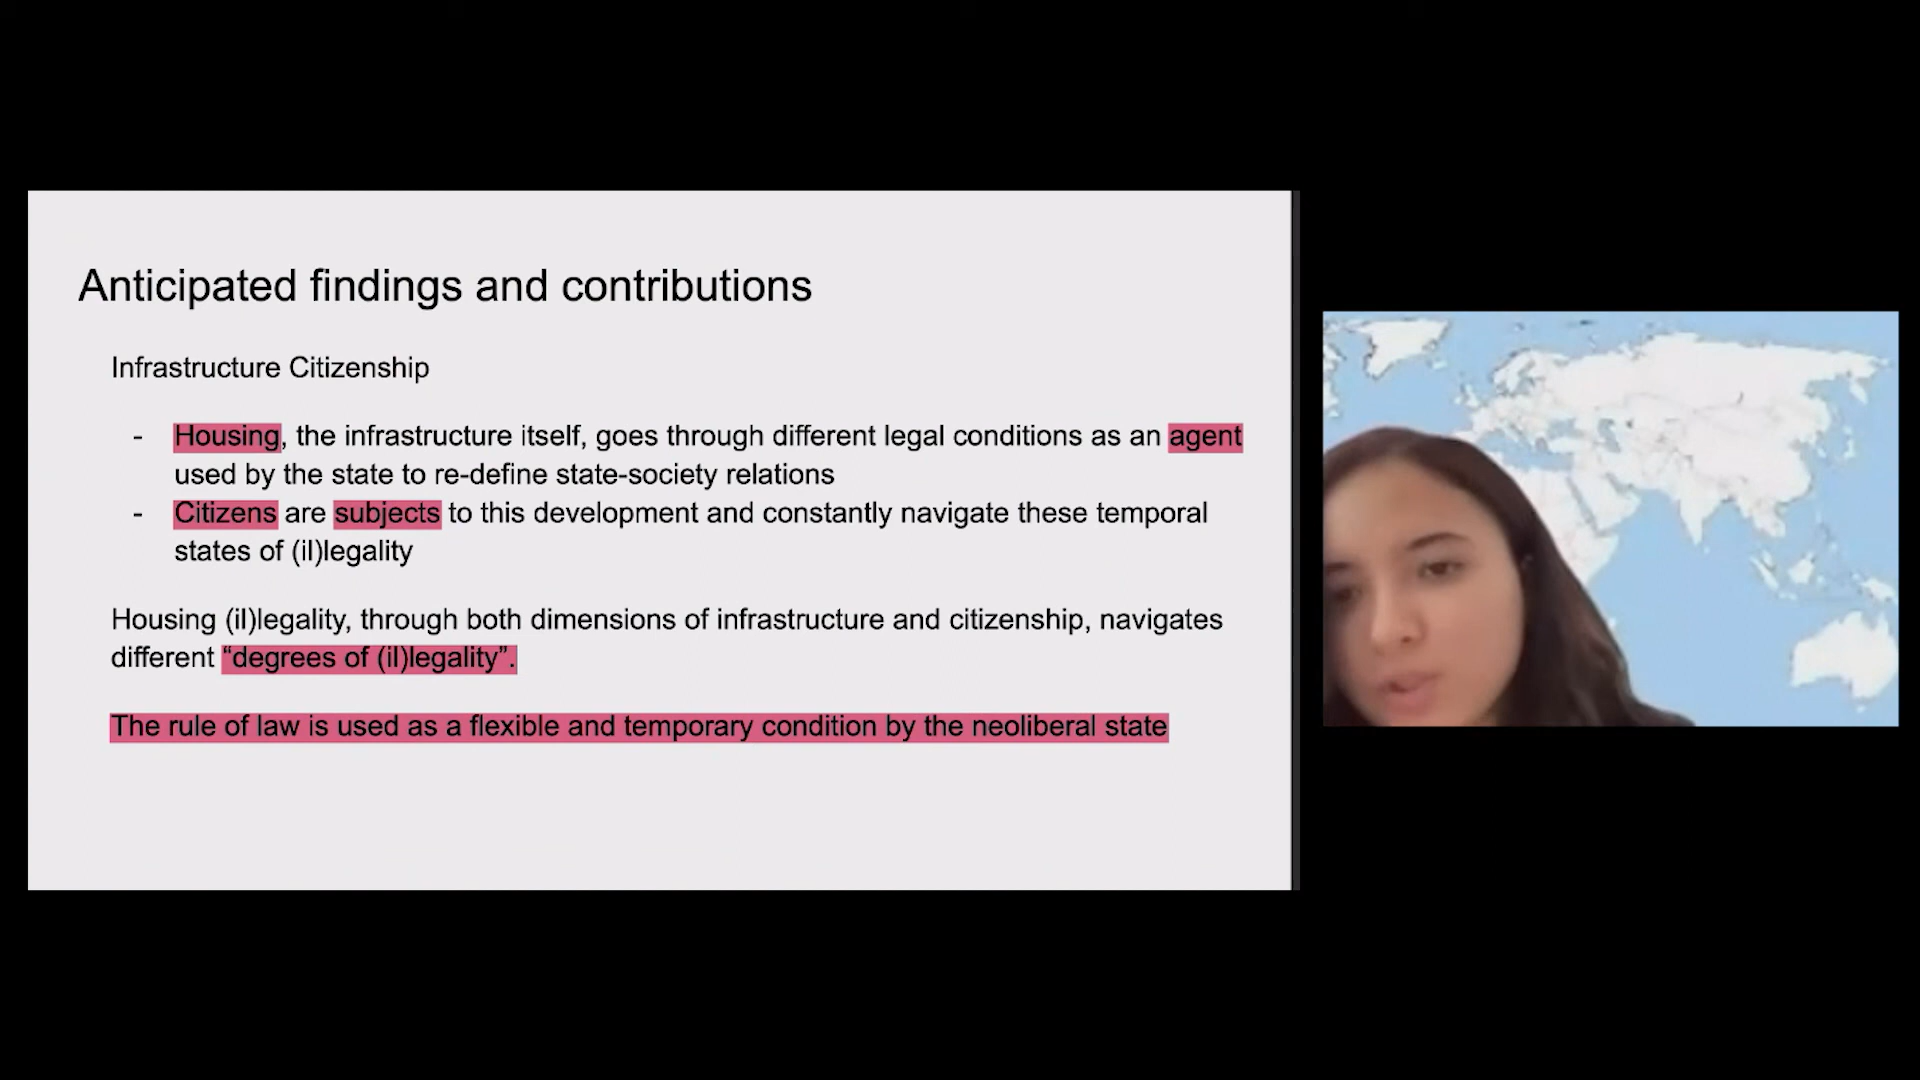 Anticipated findings and contributions
Infrastructure Citizenship
- Housing, the infrastructure itself, goes through different legal conditions as an agent
used by the state to re-define state-society relations
- Citizens are subjects to this development and constantly navigate these temporal
states of (il)legality
Housing (il)legality, through both dimensions of infrastructure and citizenship, navigates
different “degrees of (il)legality”.
The rule of law is used as a flexible and temporary condition by the neoliberal state